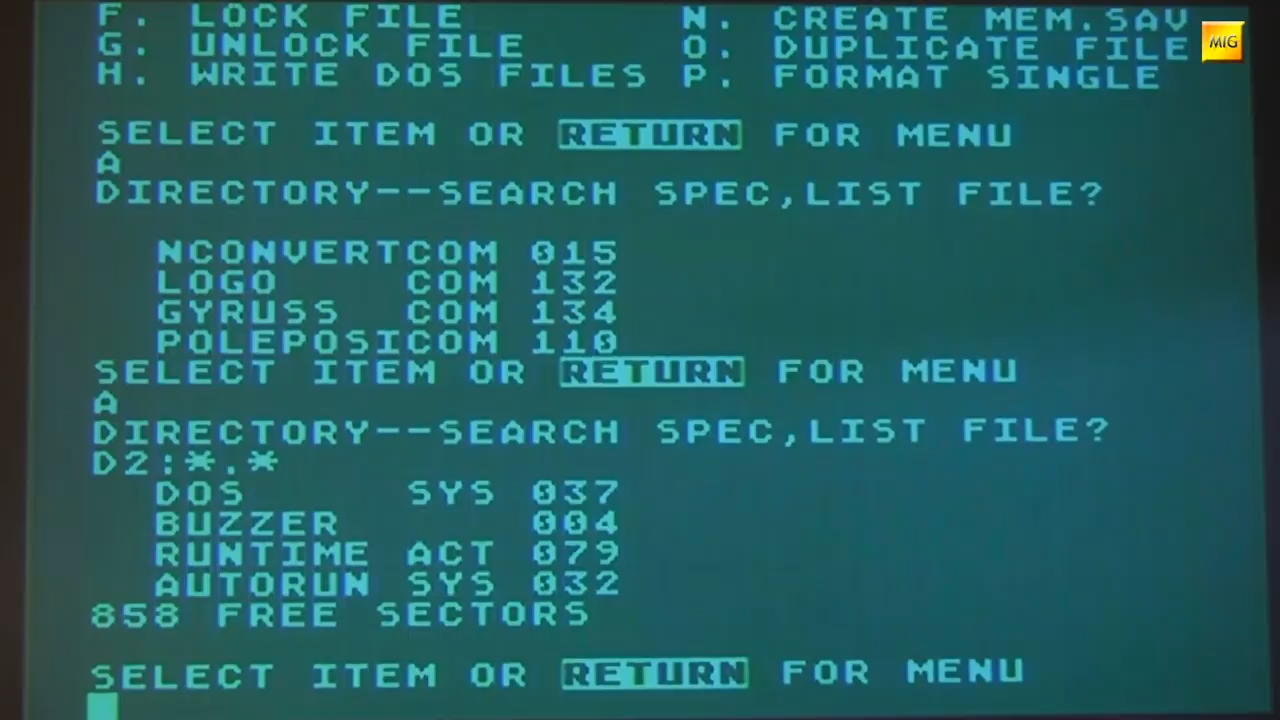 F. LOCK FILE N. CREATE MEM.SAV
G. UNLOCK FILE O. DUPLICATE FILE
H. WRITE DOS FILES P. FORMAT SINGLE
MIG
SELECT ITEM OR RETURN FOR MENU
A
DIRECTORY--SEARCH SPEC,LIST FILE?
NCONVERTCOM 015
LOGO COM 132
GYRUSS COM 134
POLEPOSICOM 110
SELECT ITEM OR RETURN FOR MENU
A
DIRECTORY--SEARCH SPEC,LIST FILE?
D2:*.*
DOS SYS 037
BUZZER 004
RUNTIME ACT 079
AUTORUN SYS 032
858 FREE SECTORS
SELECT ITEM OR RETURN FOR MENU